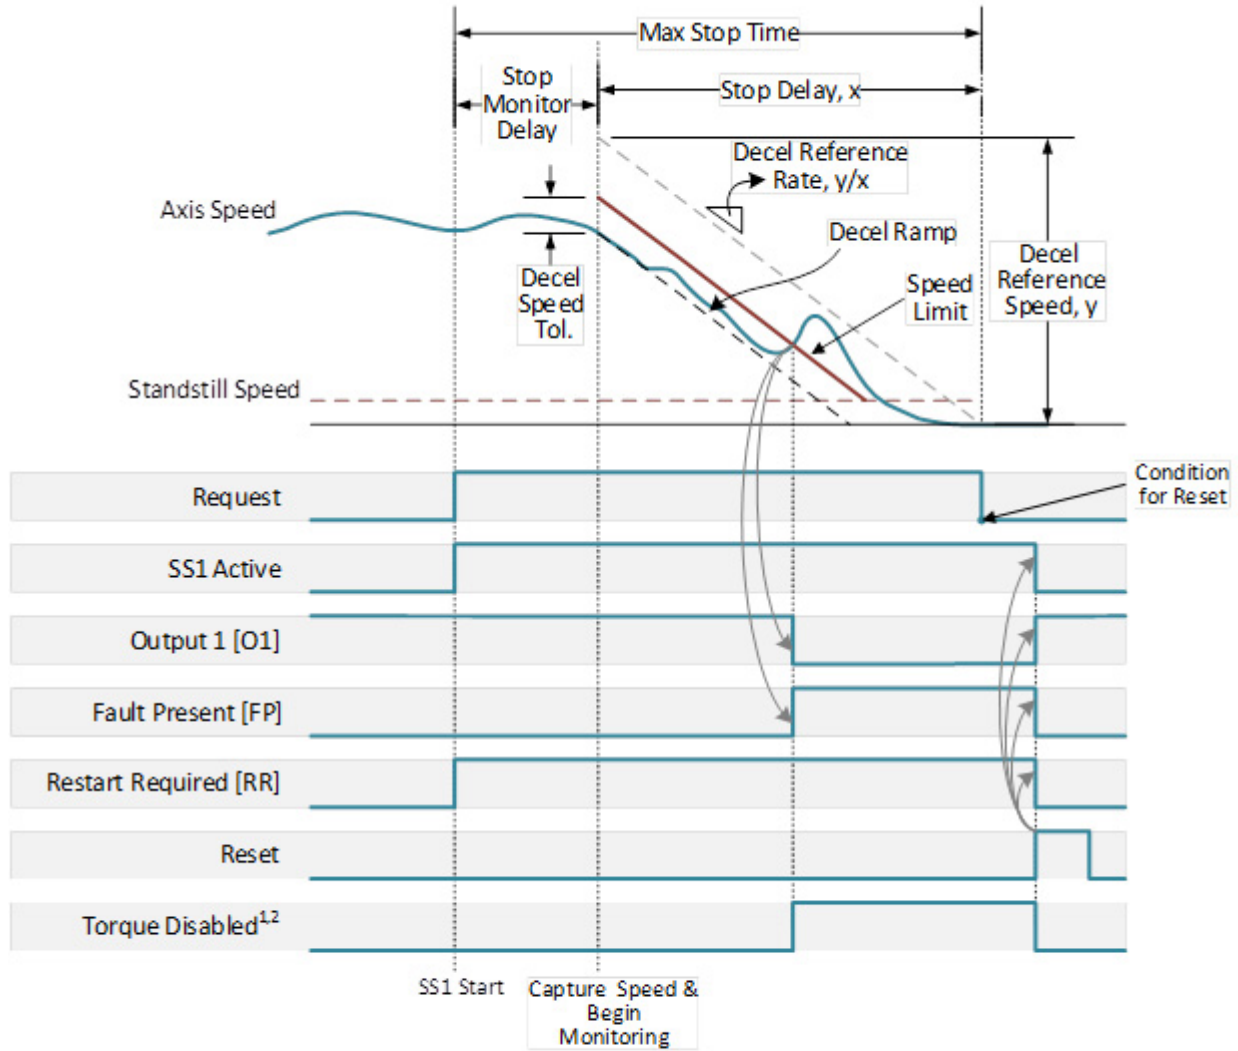 Max Stop Time
Stop
Monitor
Delay
Stop Delay, x
Decel Reference
Rate, y/x
Axis Speed
Decel Ramp
Decel
Speed
Tol.
Speed
Limit
Decel
Reference
Speed, y
Standstill Speed
Request
Condition
for Reset
SS1 Active
Output 1 [O1]
Fault Present [FP]
Restart Required [RR]
Reset
Torque Disabled1,2
SS1 Start
Capture Speed &
Begin
Monitoring